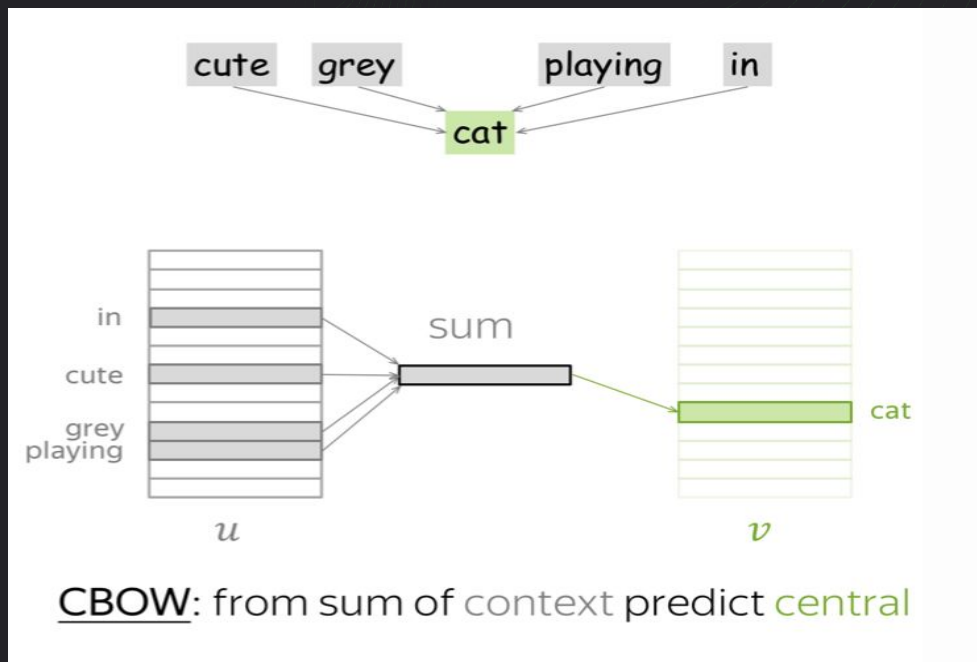 cute grey playing in
cat
in
sum
cute
cat
grey
playing
u
v
CBOW: from sum of context predict central